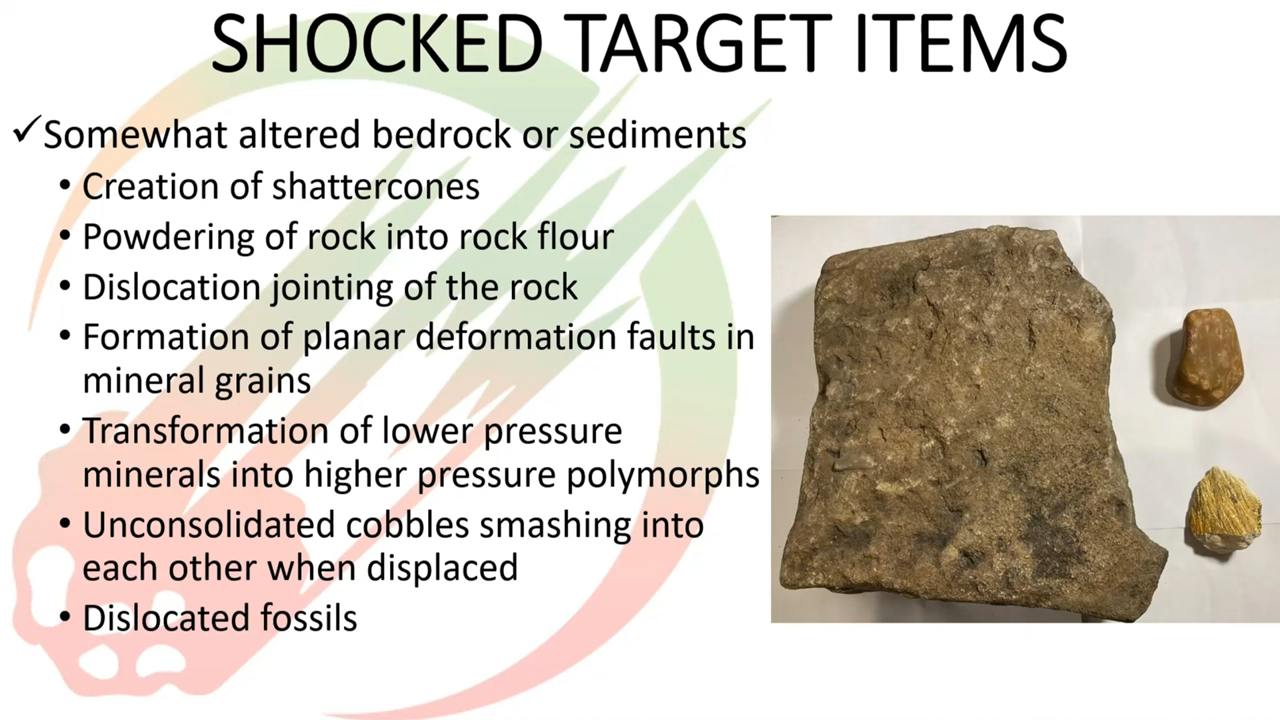 SHOCKED TARGET ITEMS
✓Somewhat altered bedrock or sediments
• Creation of shattercones
• Powdering of rock into rock flour
• Dislocation jointing of the rock
• Formation of planar deformation faults in
mineral grains
• Transformation of lower pressure
minerals into higher pressure polymorphs
• Unconsolidated cobbles smashing into
each other when displaced
• Dislocated fossils